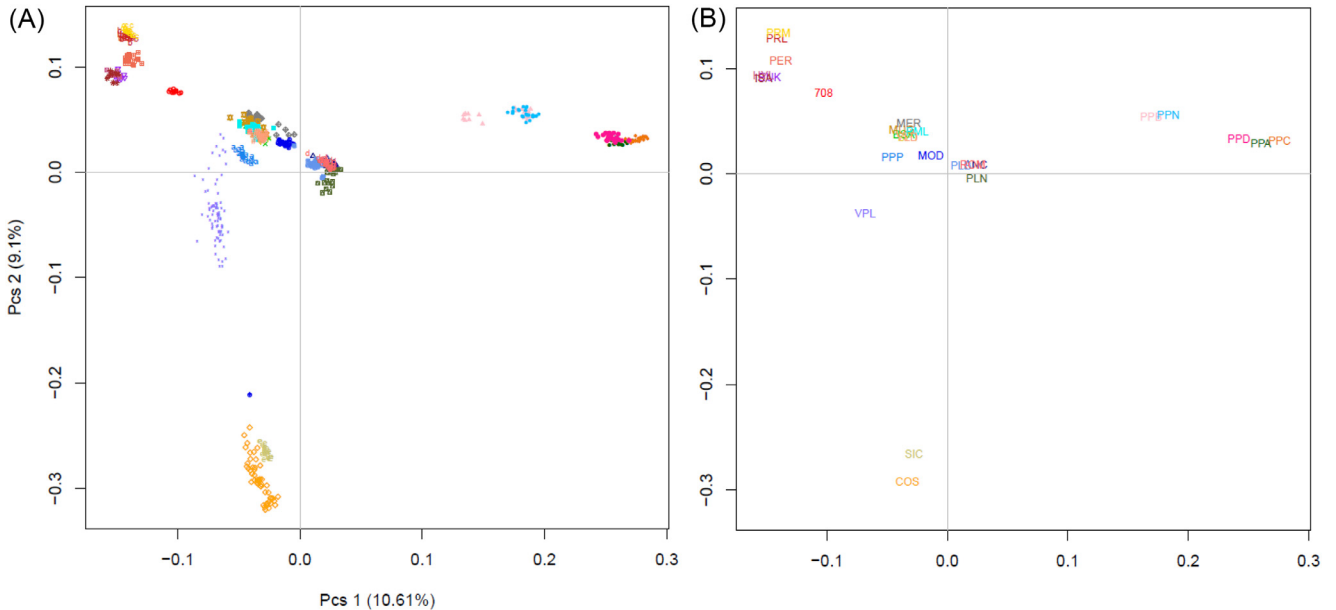 (A)
(B)
0.1
0.0
−0.1
−0.2
−0.3
Pcs 2 (9.1%)
−0.1
0.0
0.1
0.2
0.3
Pcs 1 (10.61%)
0.1
0.0
−0.1
−0.2
−0.3
PRM
PRL
PER
708
MER
PPP
MOD
PLN
VPL
PPN
PPD
PPA
PPC
SIC
COS
−0.1
0.0
0.1
0.2
0.3